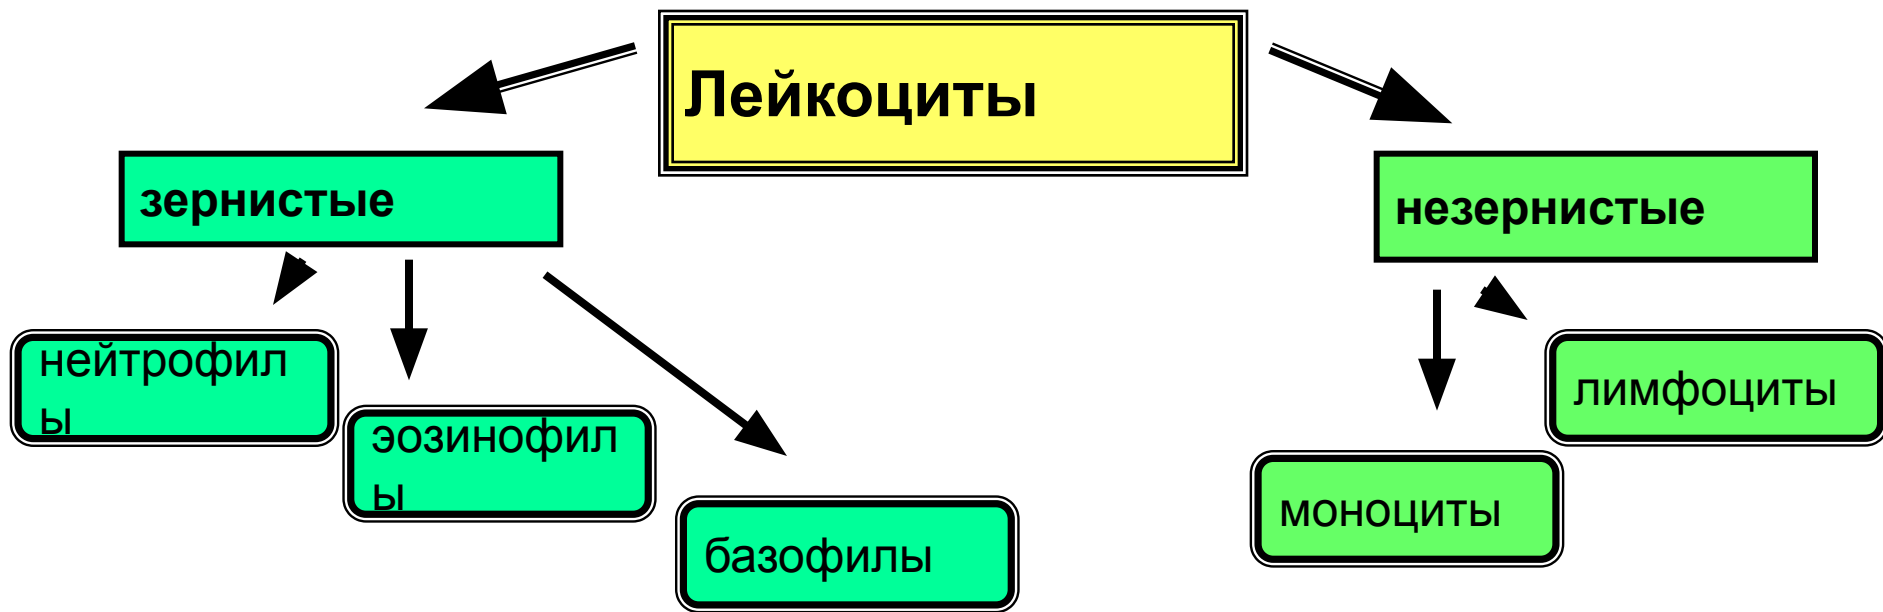 Лейкоциты
зернистые
незернистые
нейтрофил
ы
эозинофил
ы
базофилы
лимфоциты
моноциты